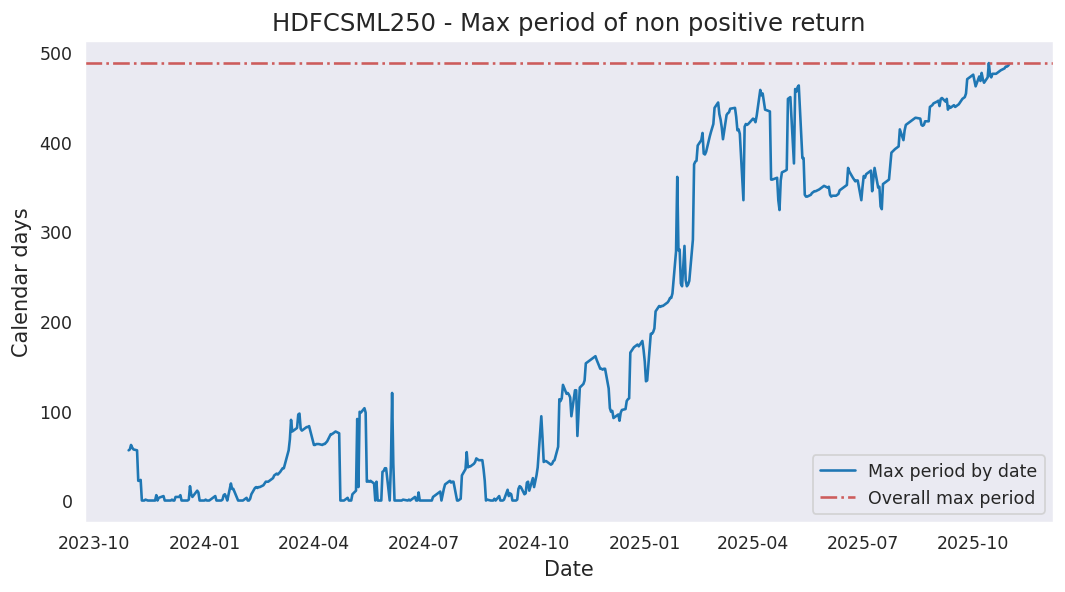 HDFCSML250 - Max period of non positive return
Calendar days
500
400
300
200
100
0
2023-10 2024-01 2024-04 2024-07 2024-10 2025-01 2025-04 2025-07 2025-10
Date
Max period by date
Overall max period